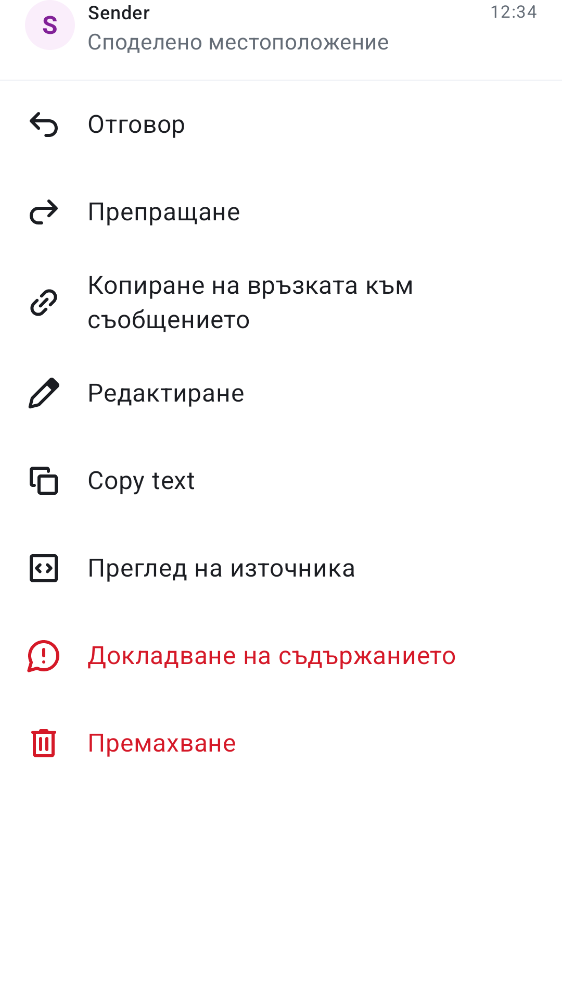 S
Sender
12:34
Споделено местоположение
Отговор
Препращане
Копиране на връзката към
съобщението
Редактиране
Copy text
Преглед на източника
Докладване на съдържанието
Премахване